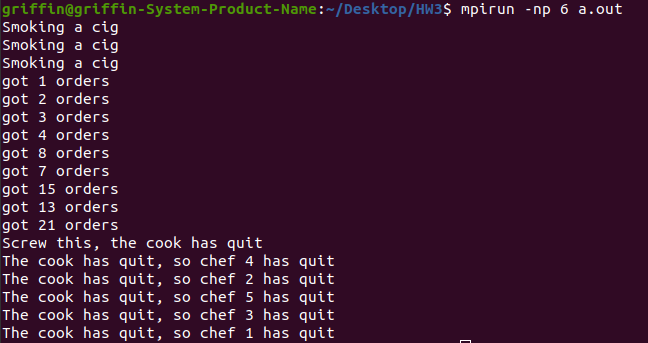 griffin@griffin-System-Product-Name:~/Desktop/HW3$ mpirun -np 6 a.out
Smoking a cig
Smoking a cig
Smoking a cig
got 1 orders
got 2 orders
got 3 orders
got 4 orders
got 8 orders
got 7 orders
got 15 orders
got 13 orders
got 21 orders
Screw this, the cook has quit
The cook has quit, so chef 4 has quit
The cook has quit, so chef 2 has quit
The cook has quit, so chef 5 has quit
The cook has quit, so chef 3 has quit
The cook has quit, so chef 1 has quit